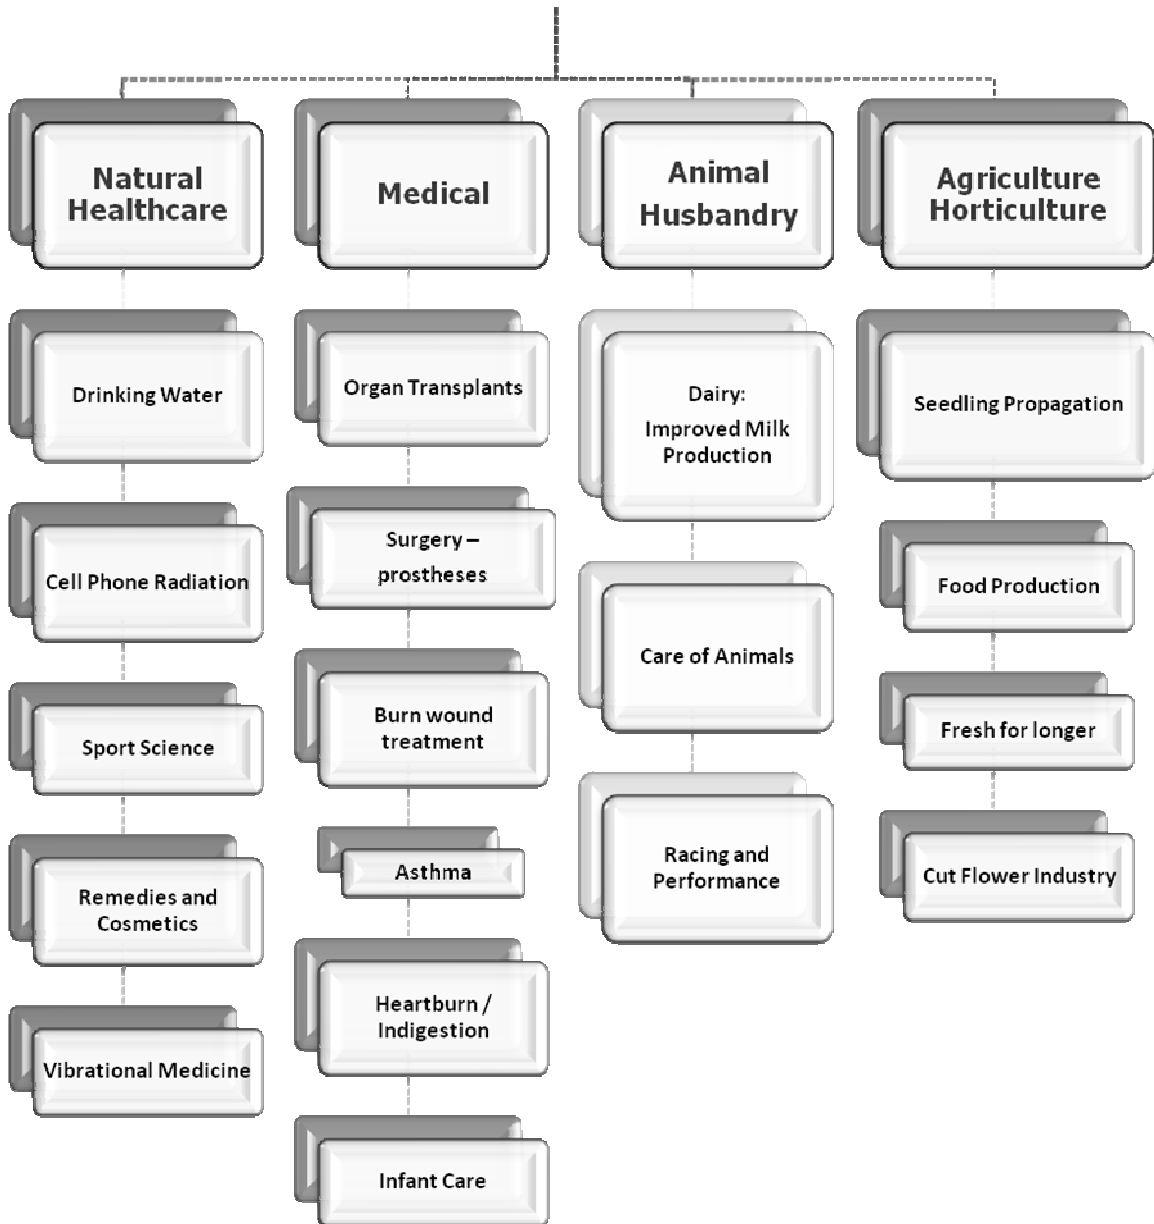 Natural
Healthcare
Drinking Water
Cell Phone Radiation
Sport Science
Remedies and
Cosmetics
Vibrational Medicine
Medical
Organ Transplants
Surgery –
prostheses
Burn wound
treatment
Asthma
Heartburn /
Indigestion
Infant Care
Animal
Husbandry
Dairy:
Improved Milk
Production
Care of Animals
Racing and
Performance
Agriculture
Horticulture
Seedling Propagation
Food Production
Fresh for longer
Cut Flower Industry